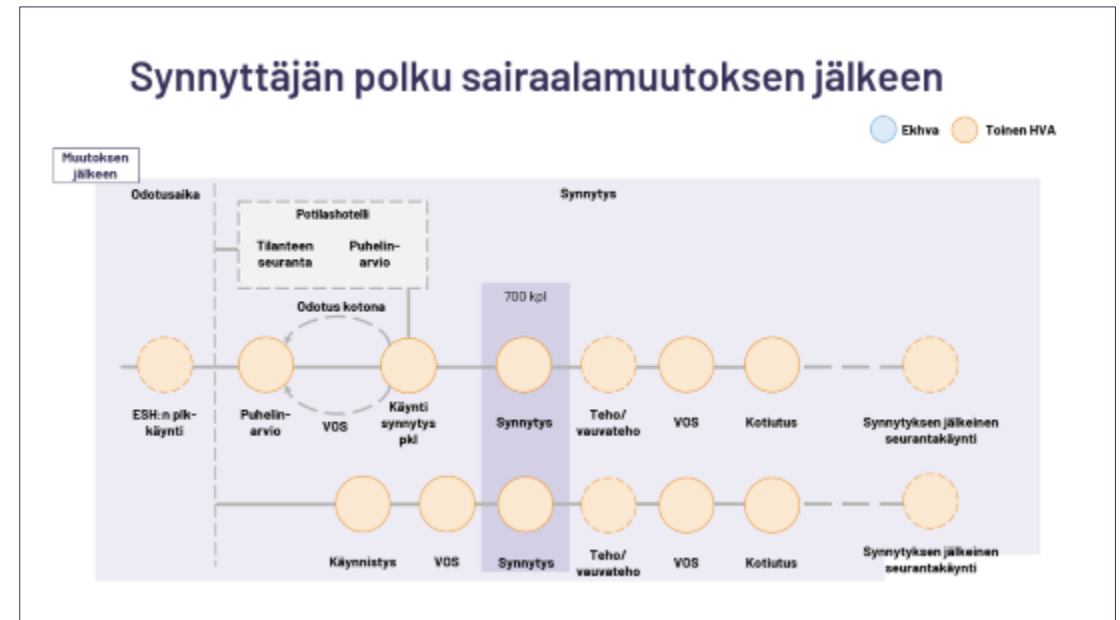 Synnyttäjän polku sairaalamuutoksen jälkeen
Ekhva
Toinen HVA
Muutoksen
jälkeen
Odotusaika
Synnytys
Potilashotelli
Tilanteen
seuranta
Puhelin-
arvio
700 kpl
Odotus kotona
ESH:n plk-
käynti
Puhelin-
arvio
VOS
Käynti
synnytys
pkl
Synnytys
Teho/
vauvateho
VOS
Kotiutus
Synnytyksen jälkeinen
seurantakäynti
Käynnistys
VOS
Synnytys
Teho/
vauvateho
VOS
Kotiutus
Synnytyksen jälkeinen
seurantakäynti